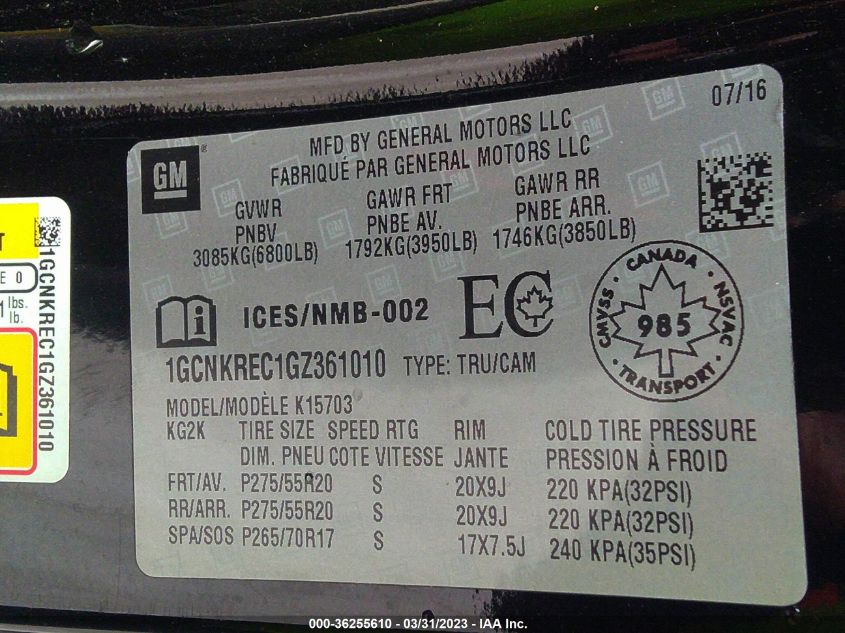 07/16
GM
MFD BY GENERAL MOTORS LLC
FABRIQUÉ PAR GENERAL MOTORS LLC
GVWR GAWR FRT GAWR RR
PNBV PNBE AV. PNBE ARR.
3085KG(6800LB) 1792KG(3950LB) 1746KG(3850LB)
i ICES/NMB-002 EC
CANADA
CMVSS 985 NSVAC
TRANSPORT
1GCNKREC1GZ361010 TYPE: TRU/CAM
MODEL/MODÈLE K15703
KG2K TIRE SIZE SPEED RTG RIM COLD TIRE PRESSURE
DIM. PNEU COTE VITESSE JANTE PRESSION À FROID
FRT/AV. P275/55R20 S 20X9J 220 KPA(32PSI)
RR/ARR. P275/55R20 S 20X9J 220 KPA(32PSI)
SPA/SOS P265/70R17 S 17X7.5J 240 KPA(35PSI)
T
E 0
lbs.
lb.
1GCNKREC1GZ361010
000-36255610 - 03/31/2023 - IAA Inc.